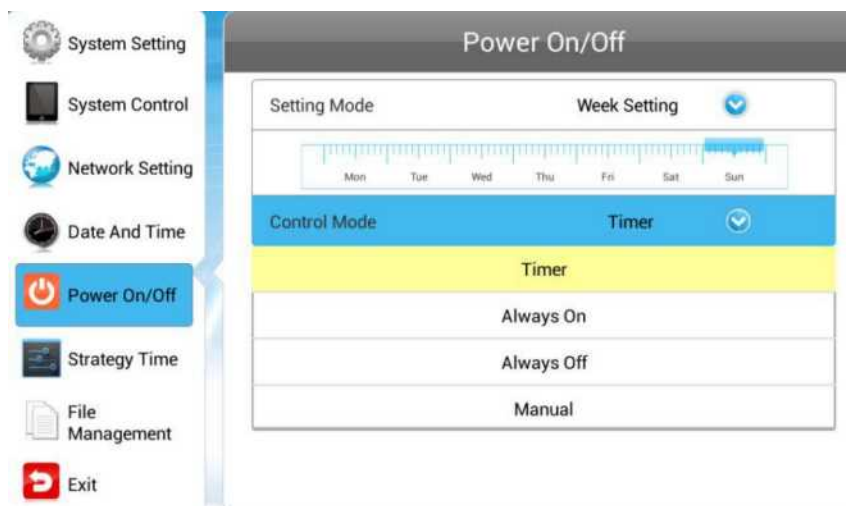 System Setting
System Control
Network Setting
Date And Time
Power On/Off
Strategy Time
File
Management
Exit
Power On/Off
Setting Mode Week Setting
Mon Tue Wed Thu Fri Sat Sun
Control Mode Timer
Timer
Always On
Always Off
Manual